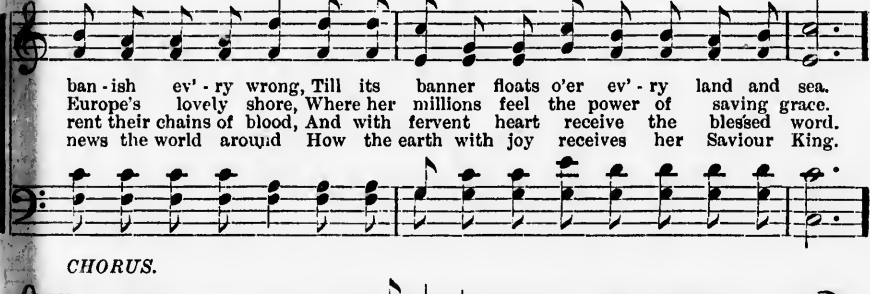 ban - ish ev' - ry wrong, Till its banner floats o'er ev' - ry land and sea.
Europe's lovely shore, Where her millions feel the power of saving grace.
rent their chains of blood, And with fervent heart receive the blessed word.
news the world around How the earth with joy receives her Saviour King.
CHORUS.